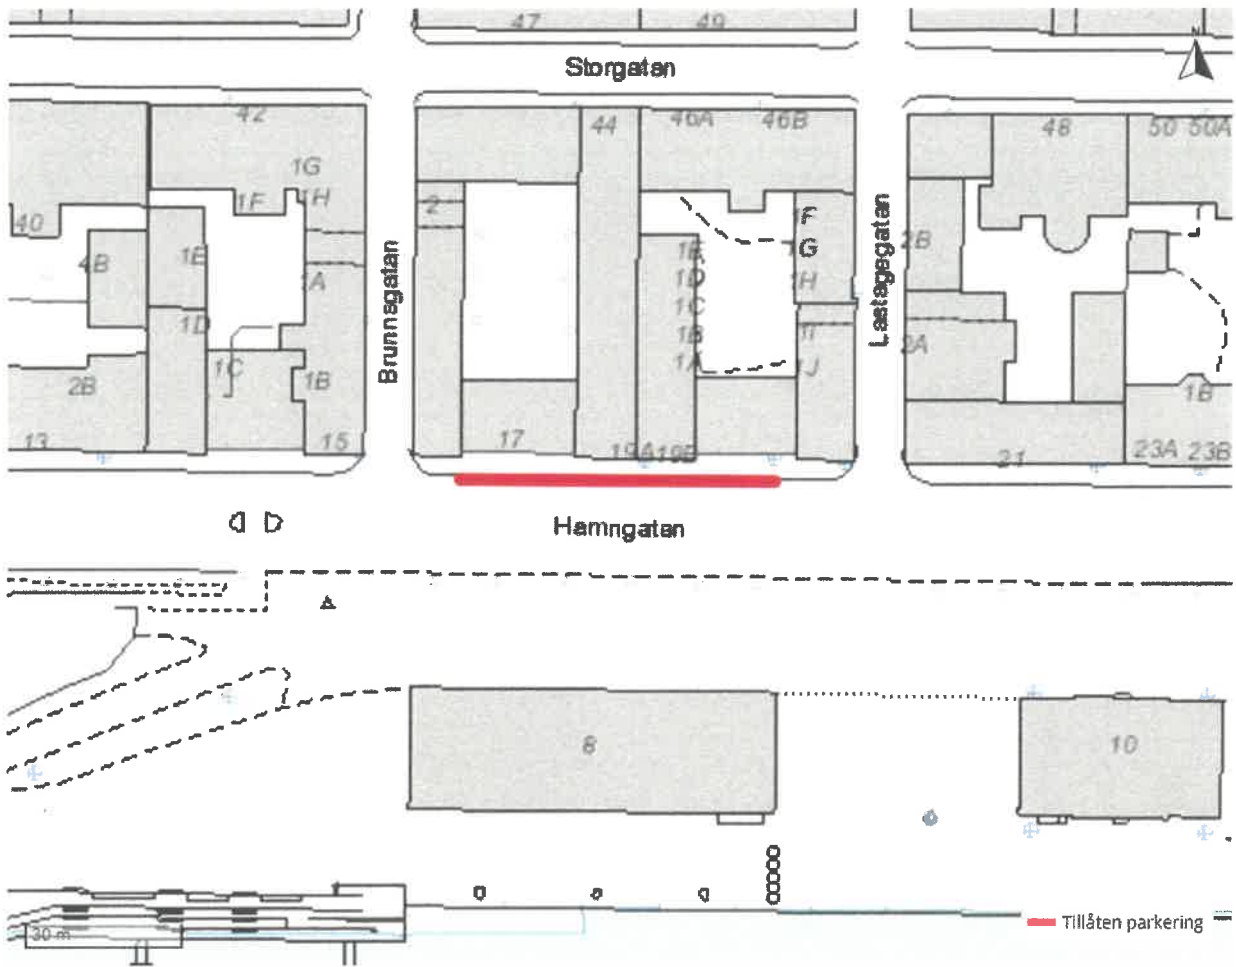 47
49
Storgatan
N
42
44
46A
46B
48
50
50A
1G
1F
1H
40
2
F
4B
1E
1A
Brunnsgatan
1E
G
1D
1H
1C
Lastagegatan
2B
1D
1B
1I
2A
1C
1B
1A
1J
2B
1B
13
15
17
19A
19B
21
23A
23B
Hamngatan
8
10
30 m
Tillåten parkering